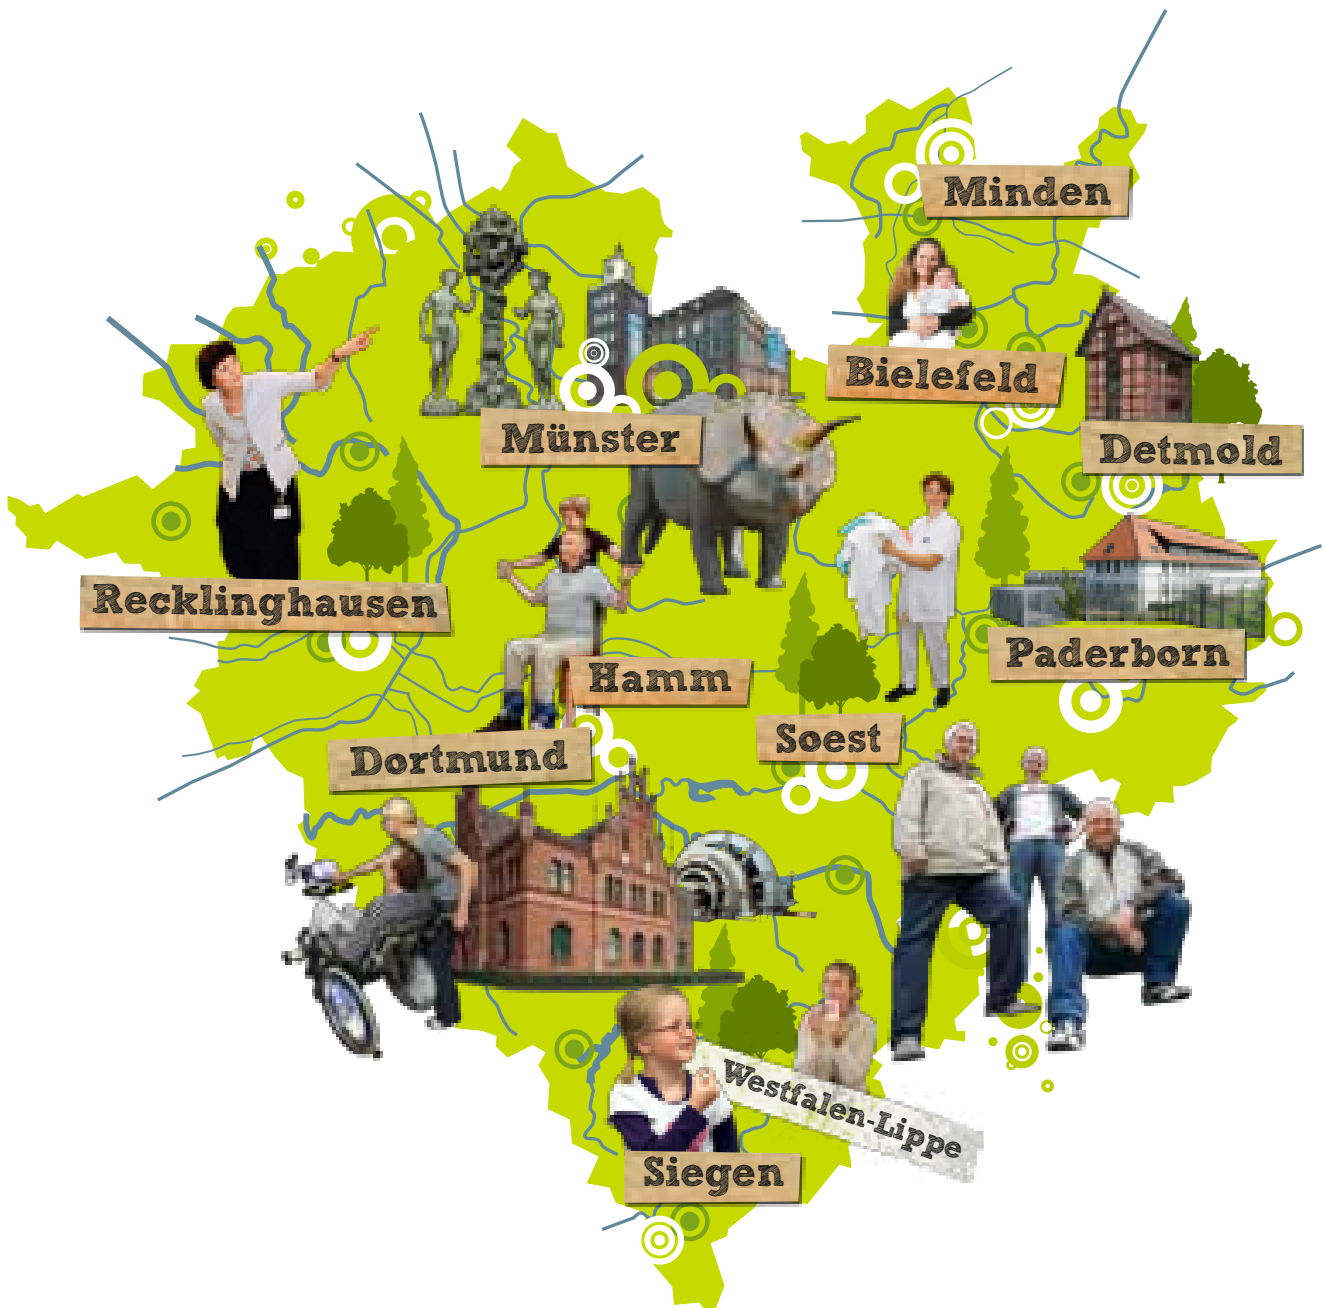 Minden
Bielefeld
Münster
Detmold
Recklinghausen
Paderborn
Hamm
Soest
Dortmund
Westfalen-Lippe
Siegen